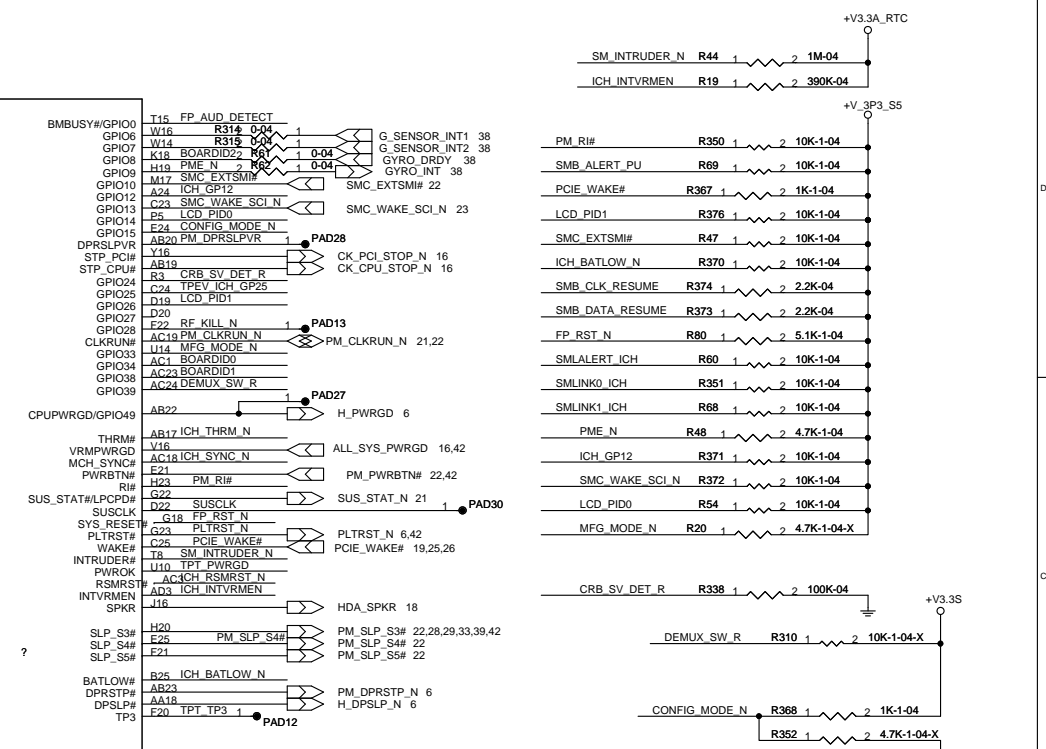 +V3.3A_RTC
SM_INTRUDER_N R44 1 2 1M-04
ICH_INTVRMEN R19 1 2 390K-04
+V_3P3_S5
PM_RI# R350 1 2 10K-1-04
SMB_ALERT_PU R69 1 2 10K-1-04
PCIE_WAKE# R367 1 2 1K-1-04
LCD_PID1 R376 1 2 10K-1-04
SMC_EXTSMI# R47 1 2 10K-1-04
ICH_BATLOW_N R370 1 2 10K-1-04
SMB_CLK_RESUME R374 1 2 2.2K-04
SMB_DATA_RESUME R373 1 2 2.2K-04
FP_RST_N R80 1 2 5.1K-1-04
SMLALERT_ICH R60 1 2 10K-1-04
SMLINK0_ICH R351 1 2 10K-1-04
SMLINK1_ICH R68 1 2 10K-1-04
PME_N R48 1 2 4.7K-1-04
ICH_GP12 R371 1 2 10K-1-04
SMC_WAKE_SCI_N R372 1 2 10K-1-04
LCD_PID0 R54 1 2 10K-1-04
MFG_MODE_N R20 1 2 4.7K-1-04-X
CRB_SV_DET_R R338 1 2 100K-04
+V3.3S
DEMUX_SW_R R310 1 2 10K-1-04-X
CONFIG_MODE_N R368 1 2 1K-1-04
R352 1 2 4.7K-1-04-X
BMBUSY#/GPIO0 T15 FP_AUD_DETECT
GPIO6 W16 R314 2 0-04 1 G_SENSOR_INT1 38
GPIO7 W14 R315 2 0-04 1 G_SENSOR_INT2 38
GPIO8 K18 BOARDID2 2 R61 1 0-04 GYRO_DRDY 38
GPIO9 H19 PME_N 2 R62 1 0-04 GYRO_INT 38
GPIO10 M17 SMC_EXTSMI# SMC_EXTSMI# 22
GPIO12 A24 ICH_GP12
GPIO13 C23 SMC_WAKE_SCI_N SMC_WAKE_SCI_N 23
GPIO14 P5 LCD_PID0
GPIO15 E24 CONFIG_MODE_N
DPRSLPVR AB20 PM_DPRSLPVR 1 PAD28
STP_PCI# Y16 CK_PCI_STOP_N 16
STP_CPU# AB19 CK_CPU_STOP_N 16
GPIO24 R3 CRB_SV_DET_R
GPIO25 C24 TPEV_ICH_GP25
GPIO26 D19 LCD_PID1
GPIO27 D20
GPIO28 F22 RF_KILL_N 1 PAD13
CLKRUN# AC19 PM_CLKRUN_N PM_CLKRUN_N 21,22
GPIO33 U14 MFG_MODE_N
GPIO34 AC1 BOARDID0
GPIO38 AC23 BOARDID1
GPIO39 AC24 DEMUX_SW_R
1 PAD27
CPUPWRGD/GPIO49 AB22 H_PWRGD 6
THRM# AB17 ICH_THRM_N
VRMPWRGD V16 ALL_SYS_PWRGD 16,42
MCH_SYNC# AC18 ICH_SYNC_N
PWRBTN# E21 PM_PWRBTN# 22,42
RI# H23 PM_RI#
SUS_STAT#/LPCPD# G22 SUS_STAT_N 21
SUSCLK D22 SUSCLK 1 PAD30
SYS_RESET# G18 FP_RST_N
PLTRST# G23 PLTRST_N PLTRST_N 6,42
WAKE# C25 PCIE_WAKE# PCIE_WAKE# 19,25,26
INTRUDER# T8 SM_INTRUDER_N
PWROK U10 TPT_PWRGD
RSMRST# AC3 ICH_RSMRST_N
INTVRMEN AD3 ICH_INTVRMEN
SPKR J16 HDA_SPKR 18
SLP_S3# H20 PM_SLP_S3# 22,28,29,33,39,42
SLP_S4# E25 PM_SLP_S4# PM_SLP_S4# 22
SLP_S5# F21 PM_SLP_S5# 22
?
BATLOW# B25 ICH_BATLOW_N
DPRSTP# AB23 PM_DPRSTP_N 6
DPSLP# AA18 H_DPSLP_N 6
TP3 F20 TPT_TP3 1 PAD12
D
C